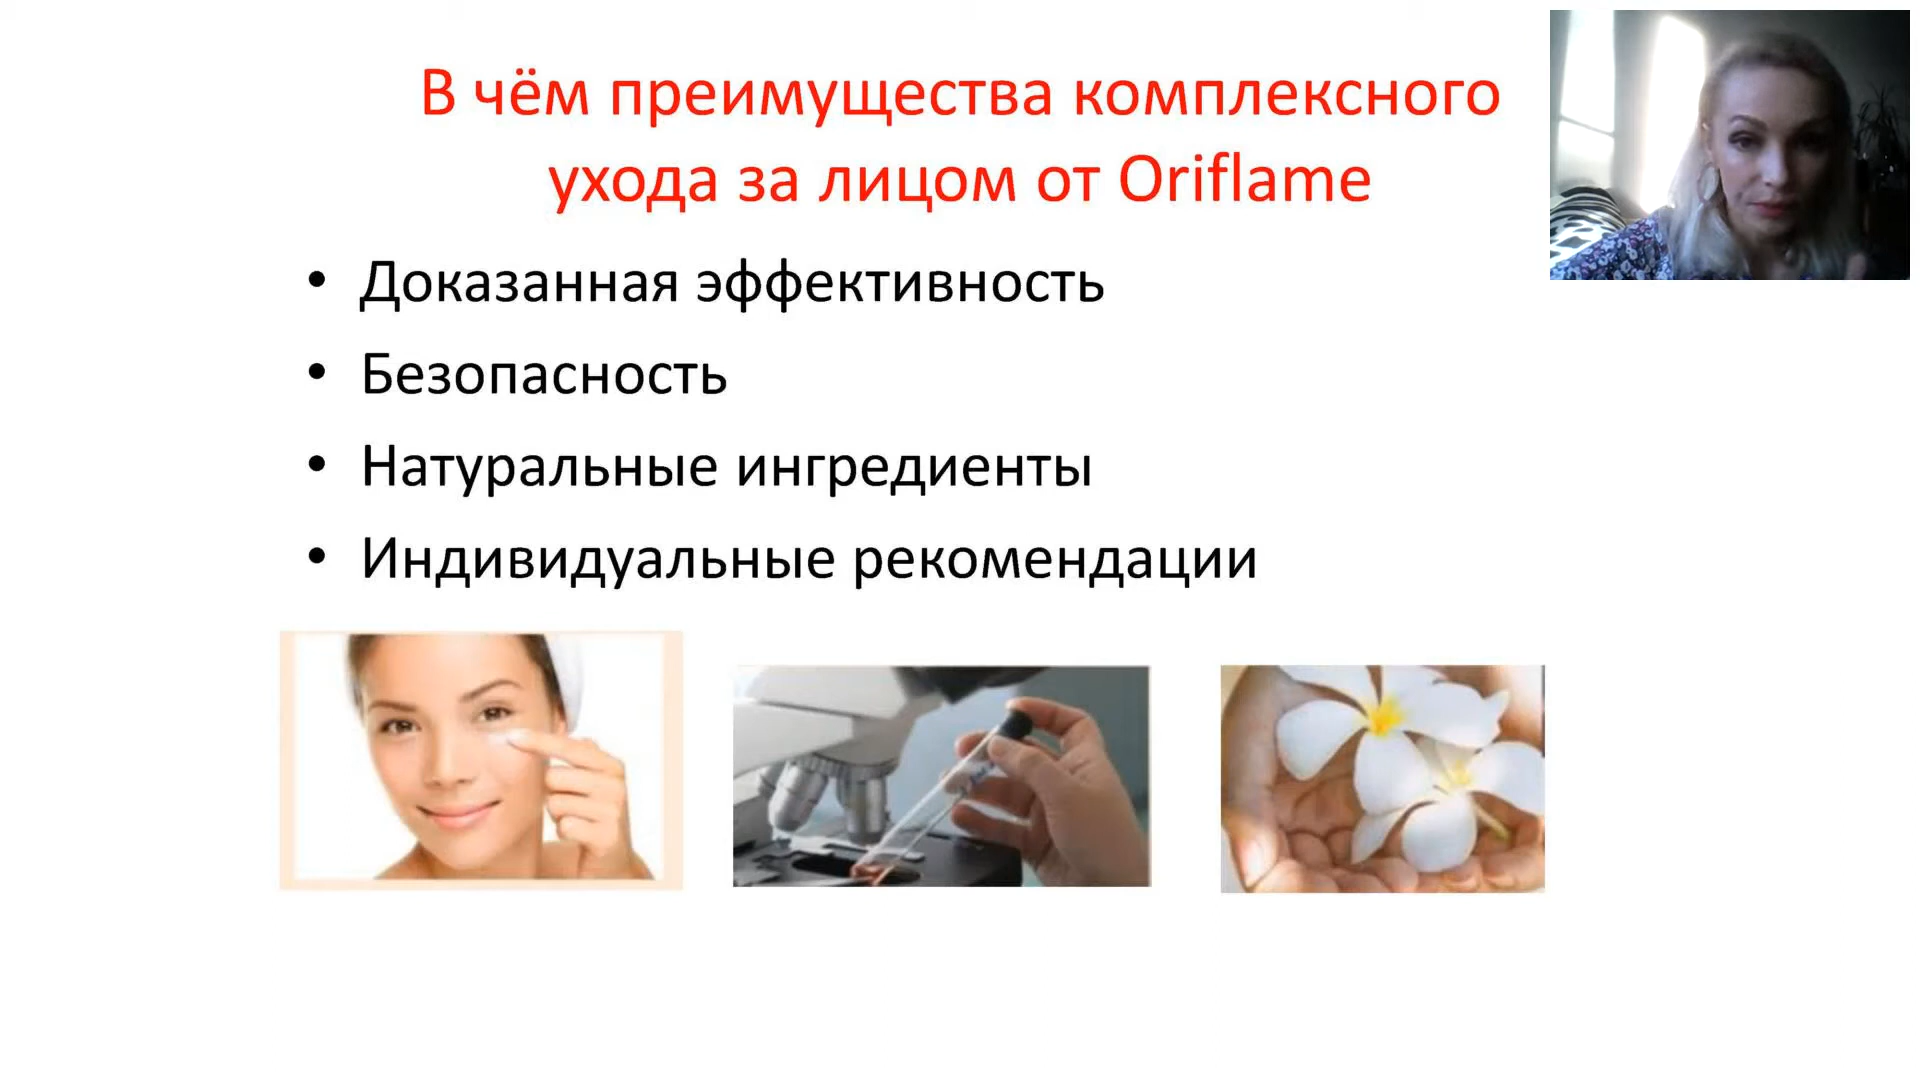 В чём преимущества комплексного
ухода за лицом от Oriflame
• Доказанная эффективность
• Безопасность
• Натуральные ингредиенты
• Индивидуальные рекомендации